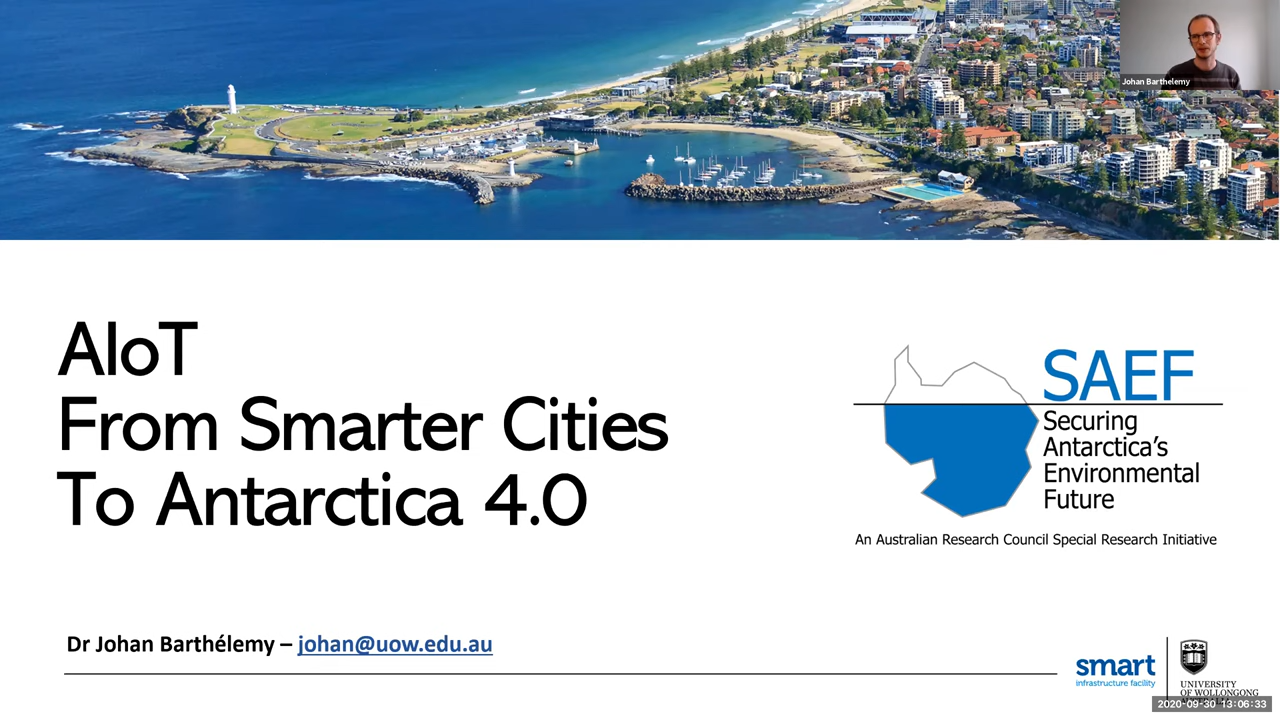 Johan Barthelemy
AIoT
From Smarter Cities
To Antarctica 4.0
SAEF
Securing
Antarctica's
Environmental
Future
An Australian Research Council Special Research Initiative
Dr Johan Barthélemy – johan@uow.edu.au
smart
infrastructure facility
UNIVERSITY
OF WOLLONGONG
AUSTRALIA
2020-09-30 13:06:33